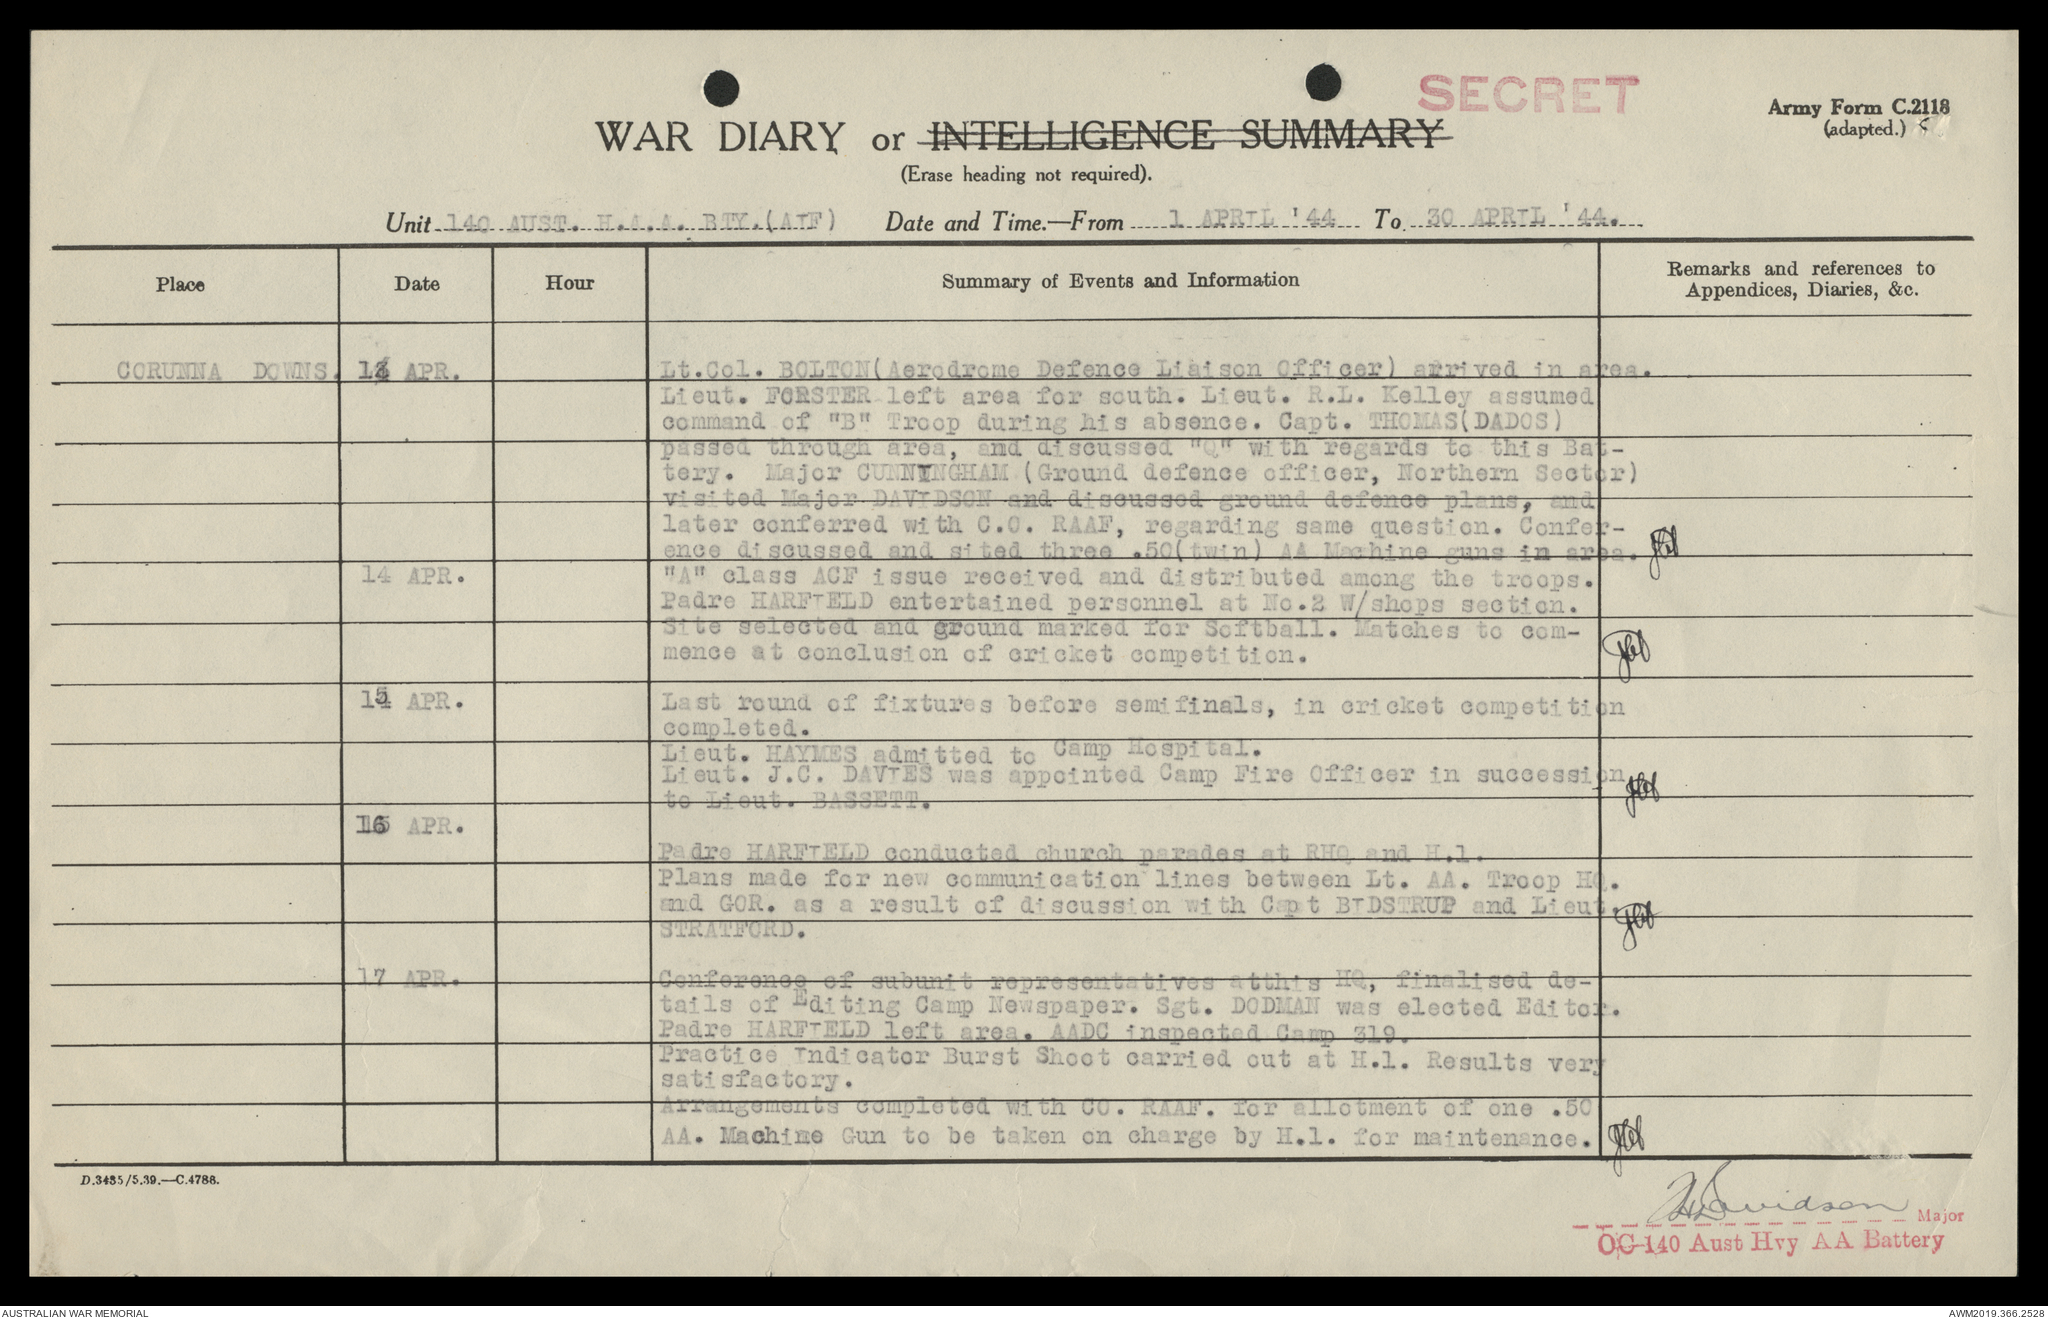 SECRET
Army Form C.2118
(adapted.)
WAR DIARY or INTELLIGENCE SUMMARY
(Erase heading not required).
Unit 140 AUST. H.A.A. BTY.(AIF) Date and Time.—From 1 APRIL '44 To 30 APRIL '44.
Place Date Hour Summary of Events and Information Remarks and references to
Appendices, Diaries, &c.
CORUNNA DOWNS. APR. Lt.Col. BOLTON(Aerodrome Defence Liaison Officer) arrived in area.
Lieut. FORSTER left area for south. Lieut. R.L. Kelley assumed
command of "B" Troop during his absence. Capt. THOMAS(DADOS)
passed through area, and discussed "Q" with regards to this Bat-
tery. Major CUNNINGHAM (Ground defence officer, Northern Sector)
visited Major DAVIDSON and discussed ground defence plans, and
later conferred with C.O. RAAF, regarding same question. Confer-
ence discussed and sited three .50(twin) AA Machine guns in area.
14 APR. "A" class ACF issue received and distributed among the troops.
Padre HARFIELD entertained personnel at No.2 W/shops section.
Site selected and ground marked for Softball. Matches to com-
mence at conclusion of cricket competition.
15 APR. Last round of fixtures before semifinals, in cricket competition
completed.
Lieut. HAYMES admitted to Camp Hospital.
Lieut. J.C. DAVIES was appointed Camp Fire Officer in succession
to Lieut. BASSETT.
16 APR.
Padre HARFIELD conducted church parades at RHQ and H.1.
Plans made for new communication lines between Lt. AA. Troop HQ.
and GOR. as a result of discussion with Capt BIDSTRUP and Lieut.
STRATFORD.
17 APR. Conference of subunit representatives atthis HQ, finalised de-
tails of Editing Camp Newspaper. Sgt. DODMAN was elected Editor.
Padre HARFIELD left area. AADC inspected Camp 319.
Practice Indicator Burst Shoot carried out at H.1. Results very
satisfactory.
Arrangements completed with CO. RAAF. for allotment of one .50
AA. Machine Gun to be taken on charge by H.1. for maintenance.
D.3435/5.39.—C.4788.
Davidson Major
OC 140 Aust Hvy AA Battery
AUSTRALIAN WAR MEMORIAL AWM2019.366.2528